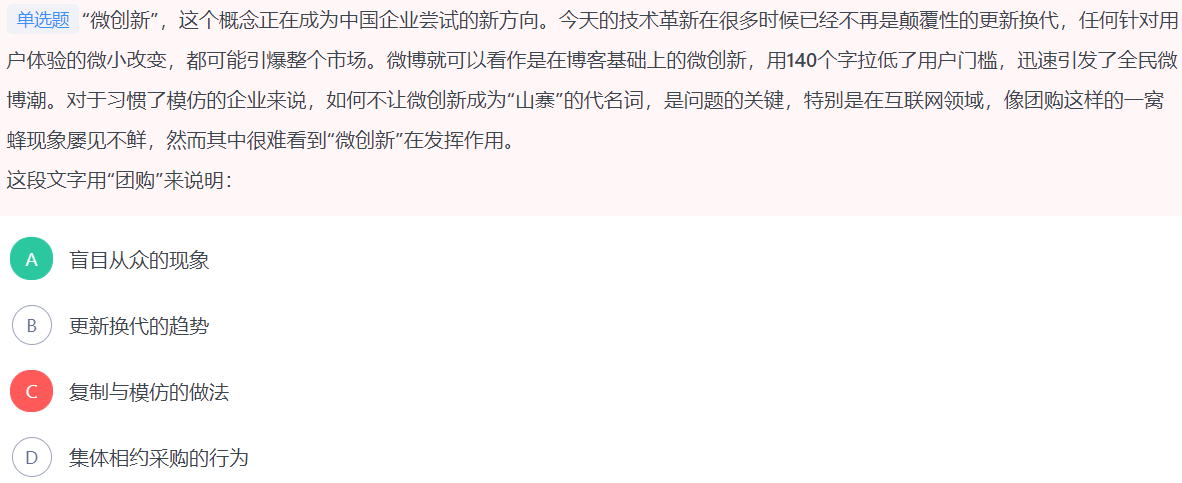 单选题 “微创新”，这个概念正在成为中国企业尝试的新方向。今天的技术革新在很多时候已经不再是颠覆性的更新换代，任何针对用
户体验的微小改变，都可能引爆整个市场。微博就可以看作是在博客基础上的微创新，用140个字拉低了用户门槛，迅速引发了全民微
博潮。对于习惯了模仿的企业来说，如何不让微创新成为“山寨”的代名词，是问题的关键，特别是在互联网领域，像团购这样的一窝
蜂现象屡见不鲜，然而其中很难看到“微创新”在发挥作用。
这段文字用“团购”来说明：
A 盲目从众的现象
B 更新换代的趋势
C 复制与模仿的做法
D 集体相约采购的行为